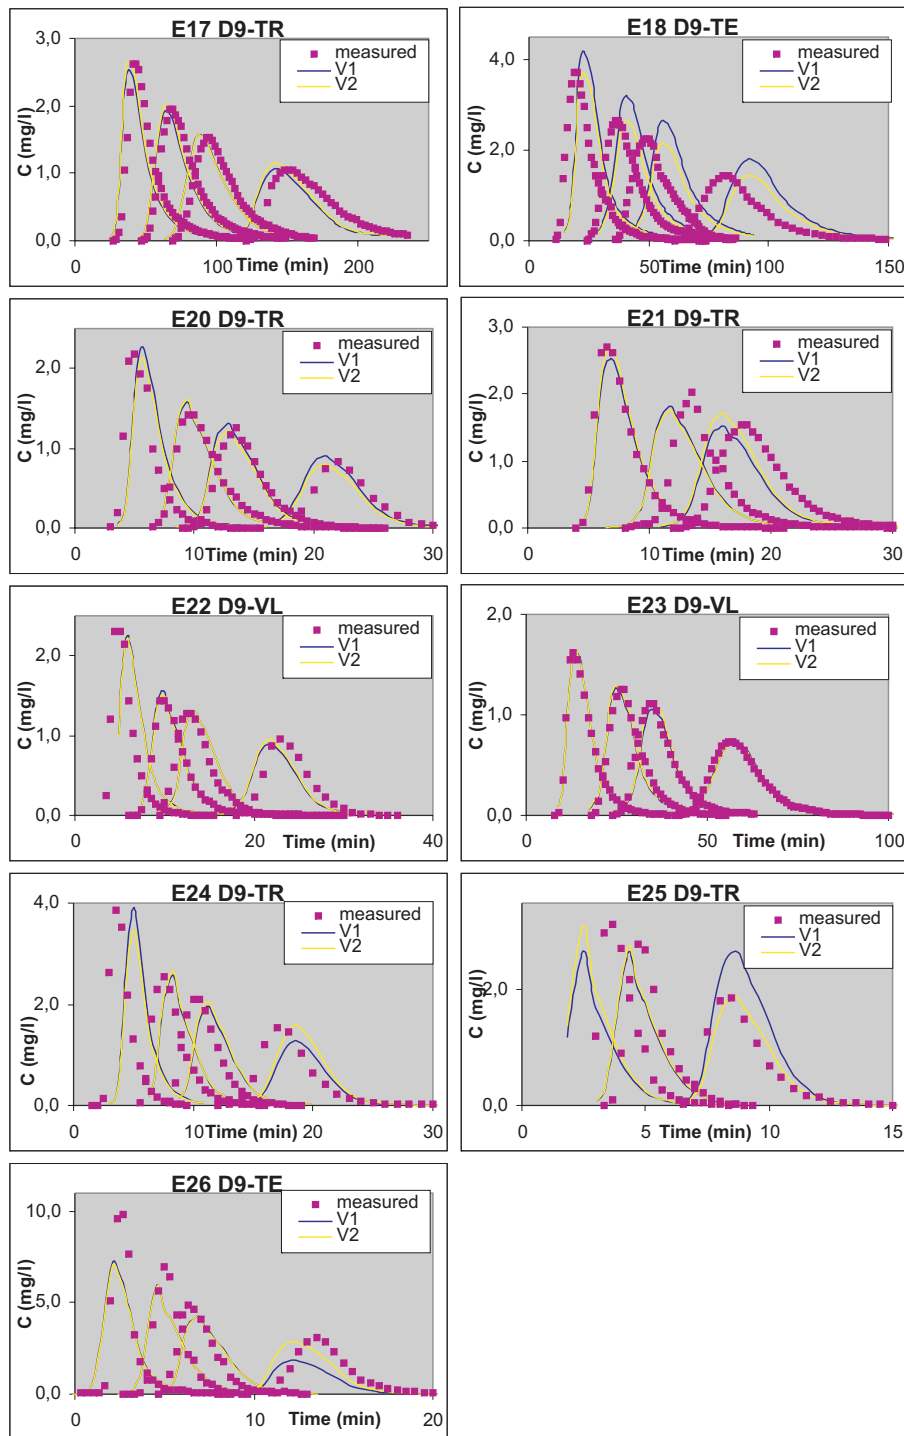 E17 D9-TR
C (mg/l)
3,0
2,0
1,0
0,0
0
100
200
Time (min)
measured
V1
V2
E18 D9-TE
C (mg/l)
4,0
2,0
0,0
0
50
100
150
Time (min)
measured
V1
V2
E20 D9-TR
C (mg/l)
2,0
1,0
0,0
0
10
20
30
Time (min)
measured
V1
V2
E21 D9-TR
C (mg/l)
3,0
2,0
1,0
0,0
0
10
20
30
Time (min)
measured
V1
V2
E22 D9-VL
C (mg/l)
2,0
1,0
0,0
0
20
40
Time (min)
measured
V1
V2
E23 D9-VL
C (mg/l)
2,0
1,0
0,0
0
50
100
Time (min)
measured
V1
V2
E24 D9-TR
C (mg/l)
4,0
2,0
0,0
0
10
20
30
Time (min)
measured
V1
V2
E25 D9-TR
C (mg/l)
2,0
0,0
0
5
10
15
Time (min)
measured
V1
V2
E26 D9-TE
C (mg/l)
10,0
5,0
0,0
0
10
20
Time (min)
measured
V1
V2